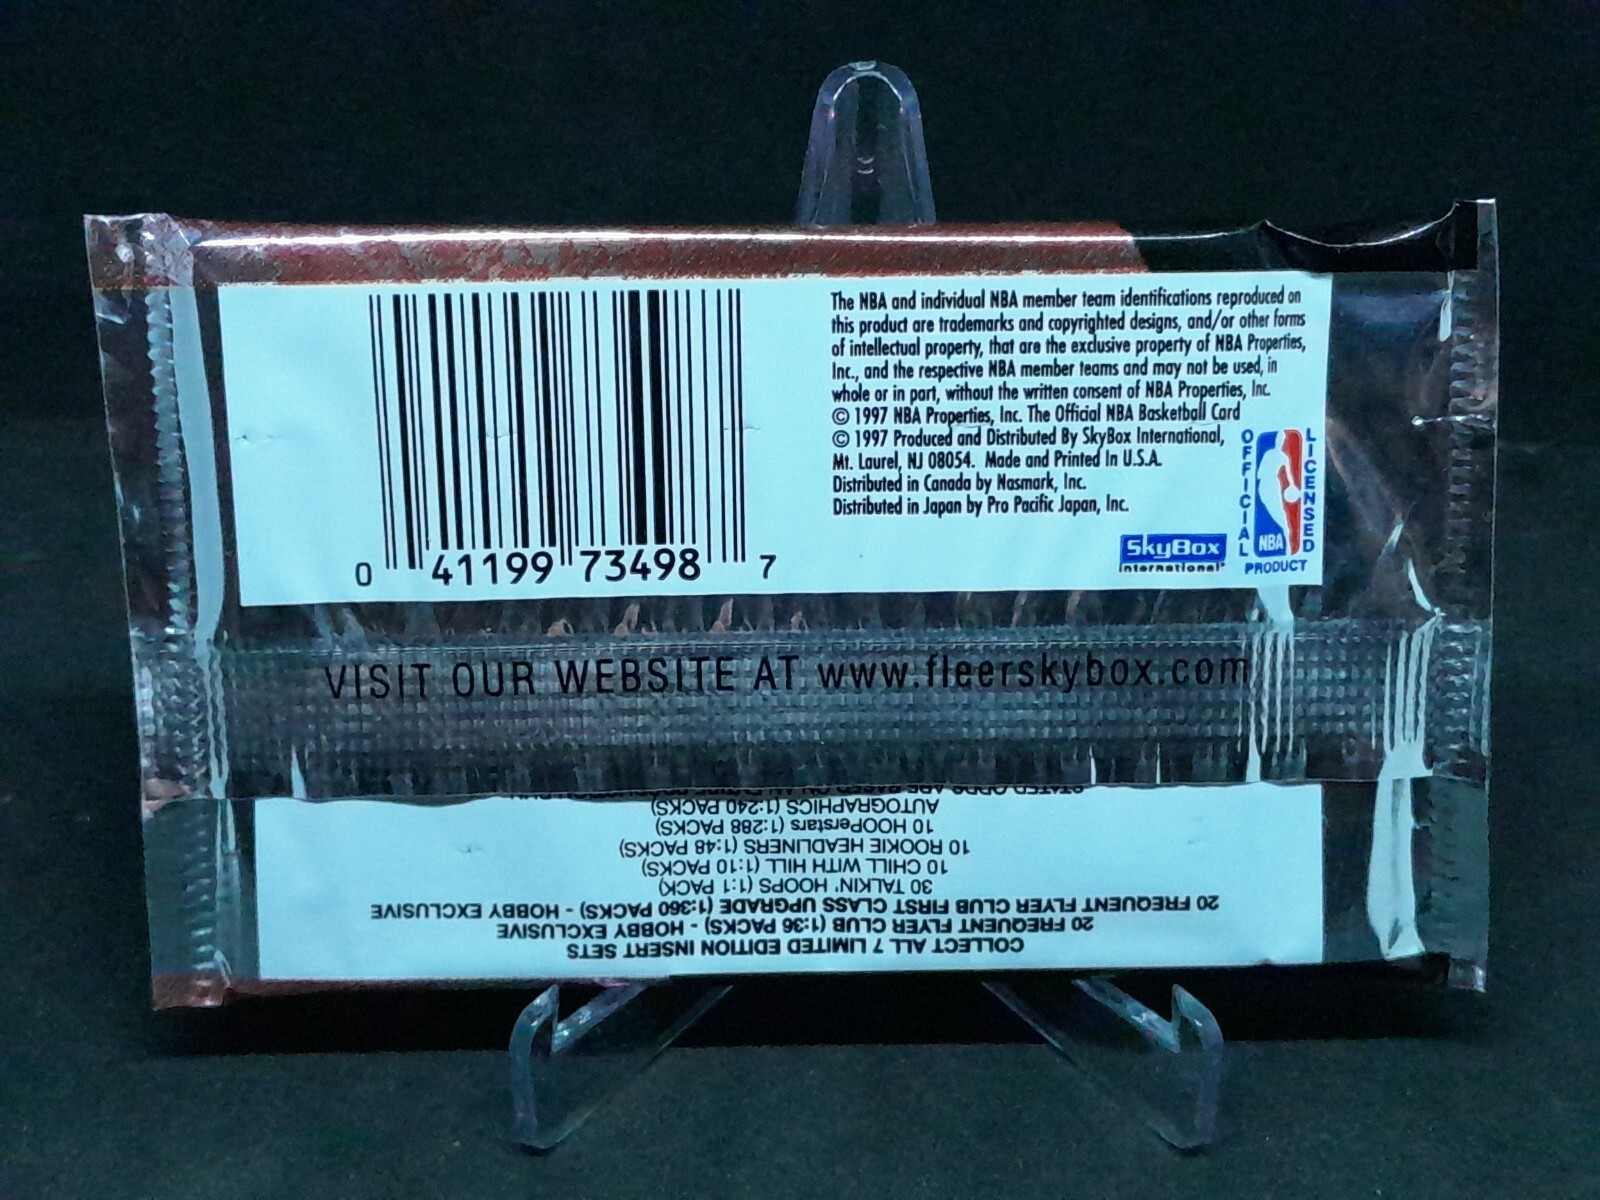 The NBA and individual NBA member team identifications reproduced on
this product are trademarks and copyrighted designs, and/or other forms
of intellectual property, that are the exclusive property of NBA Properties,
Inc., and the respective NBA member teams and may not be used, in
whole or in part, without the written consent of NBA Properties, Inc.
© 1997 NBA Properties, Inc. The Official NBA Basketball Card
© 1997 Produced and Distributed By SkyBox International,
Mt. Laurel, NJ 08054. Made and Printed In U.S.A.
Distributed in Canada by Nasmark, Inc.
Distributed in Japan by Pro Pacific Japan, Inc.
SkyBox
International
OFFICIAL
LICENSED
NBA
PRODUCT
0 41199 73498 7
VISIT OUR WEBSITE AT www.fleerskybox.com
COLLECT ALL 7 LIMITED EDITION INSERT SETS
20 FREQUENT FLYER CLUB (1:36 PACKS) - HOBBY EXCLUSIVE
20 FREQUENT FLYER CLUB FIRST CLASS UPGRADE (1:360 PACKS) - HOBBY EXCLUSIVE
30 TALKIN' HOOPS (1:1 PACK)
10 CHILL WITH HILL (1:10 PACKS)
10 ROOKIE HEADLINERS (1:48 PACKS)
10 HOOPerstars (1:288 PACKS)
AUTOGRAPHICS (1:240 PACKS)
STATED ODDS ARE BASED ON AN